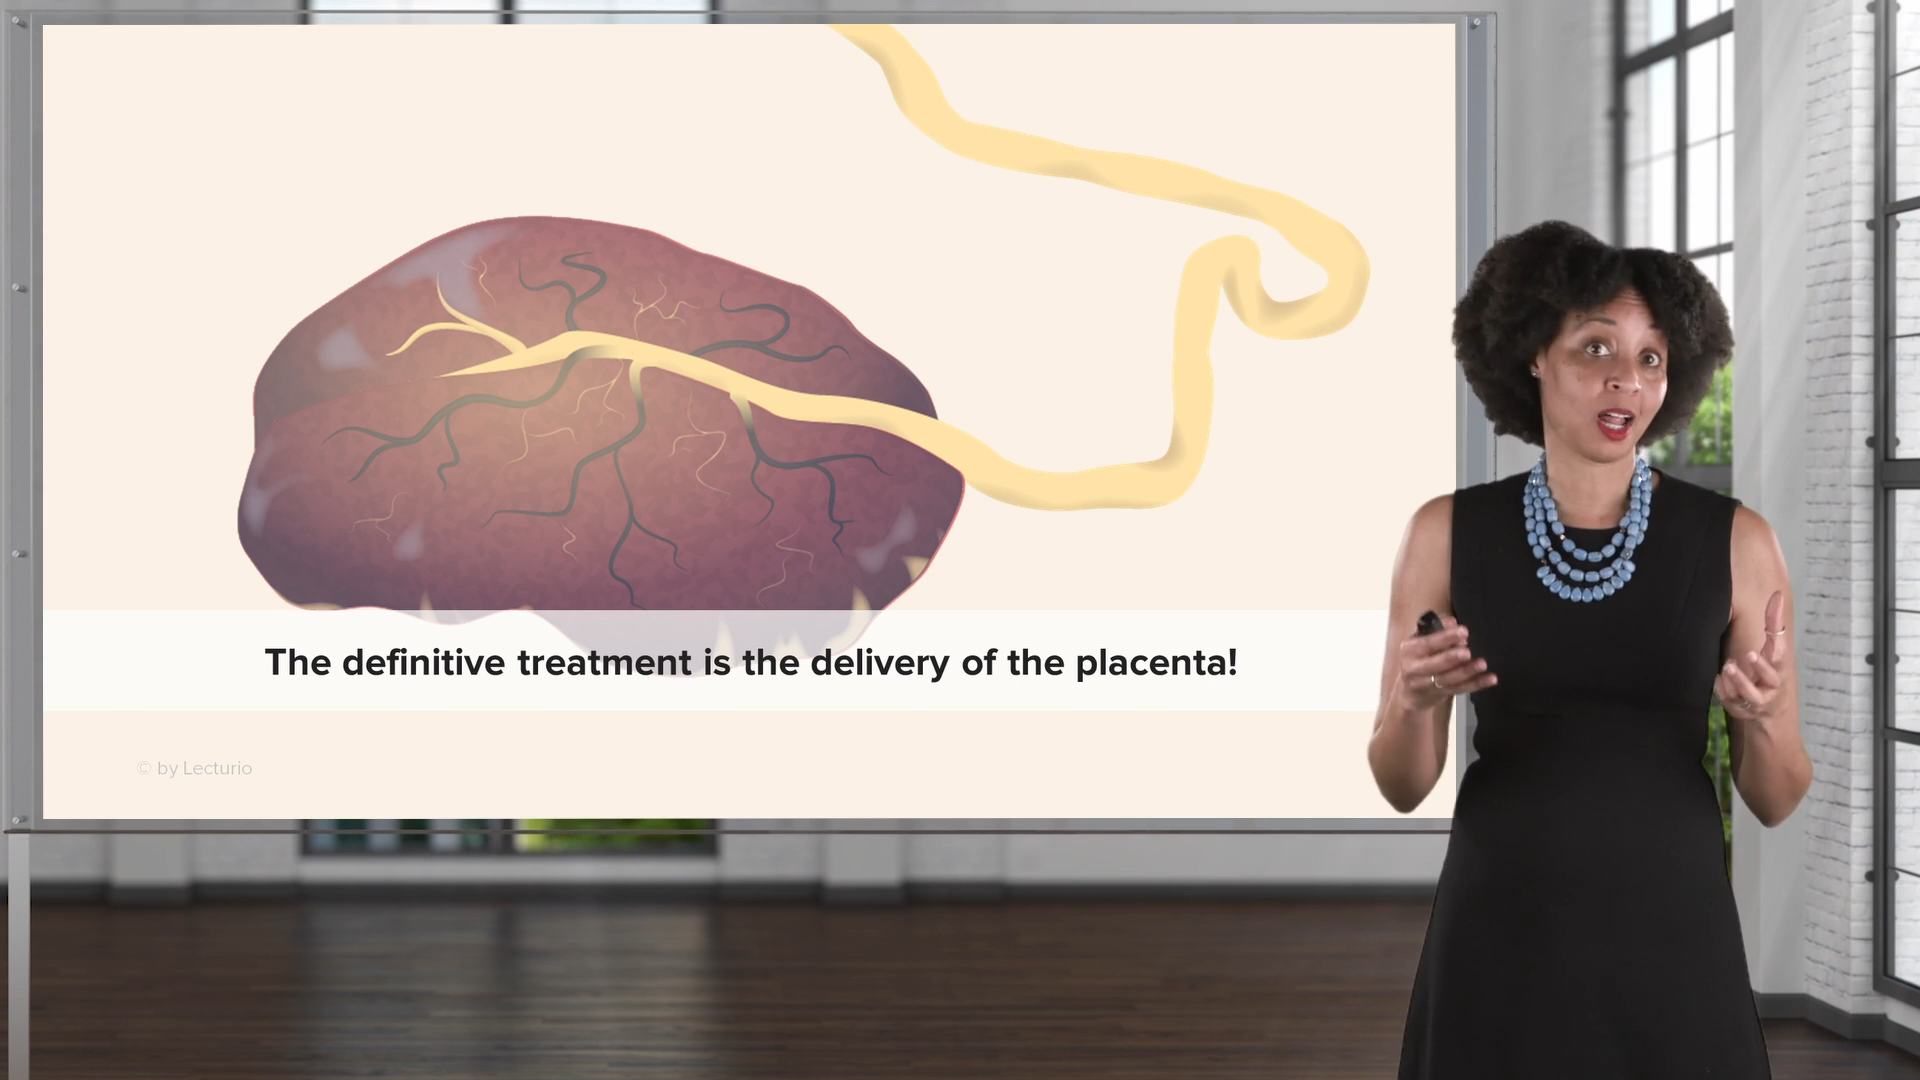 The definitive treatment is the delivery of the placenta!
© by Lecturio